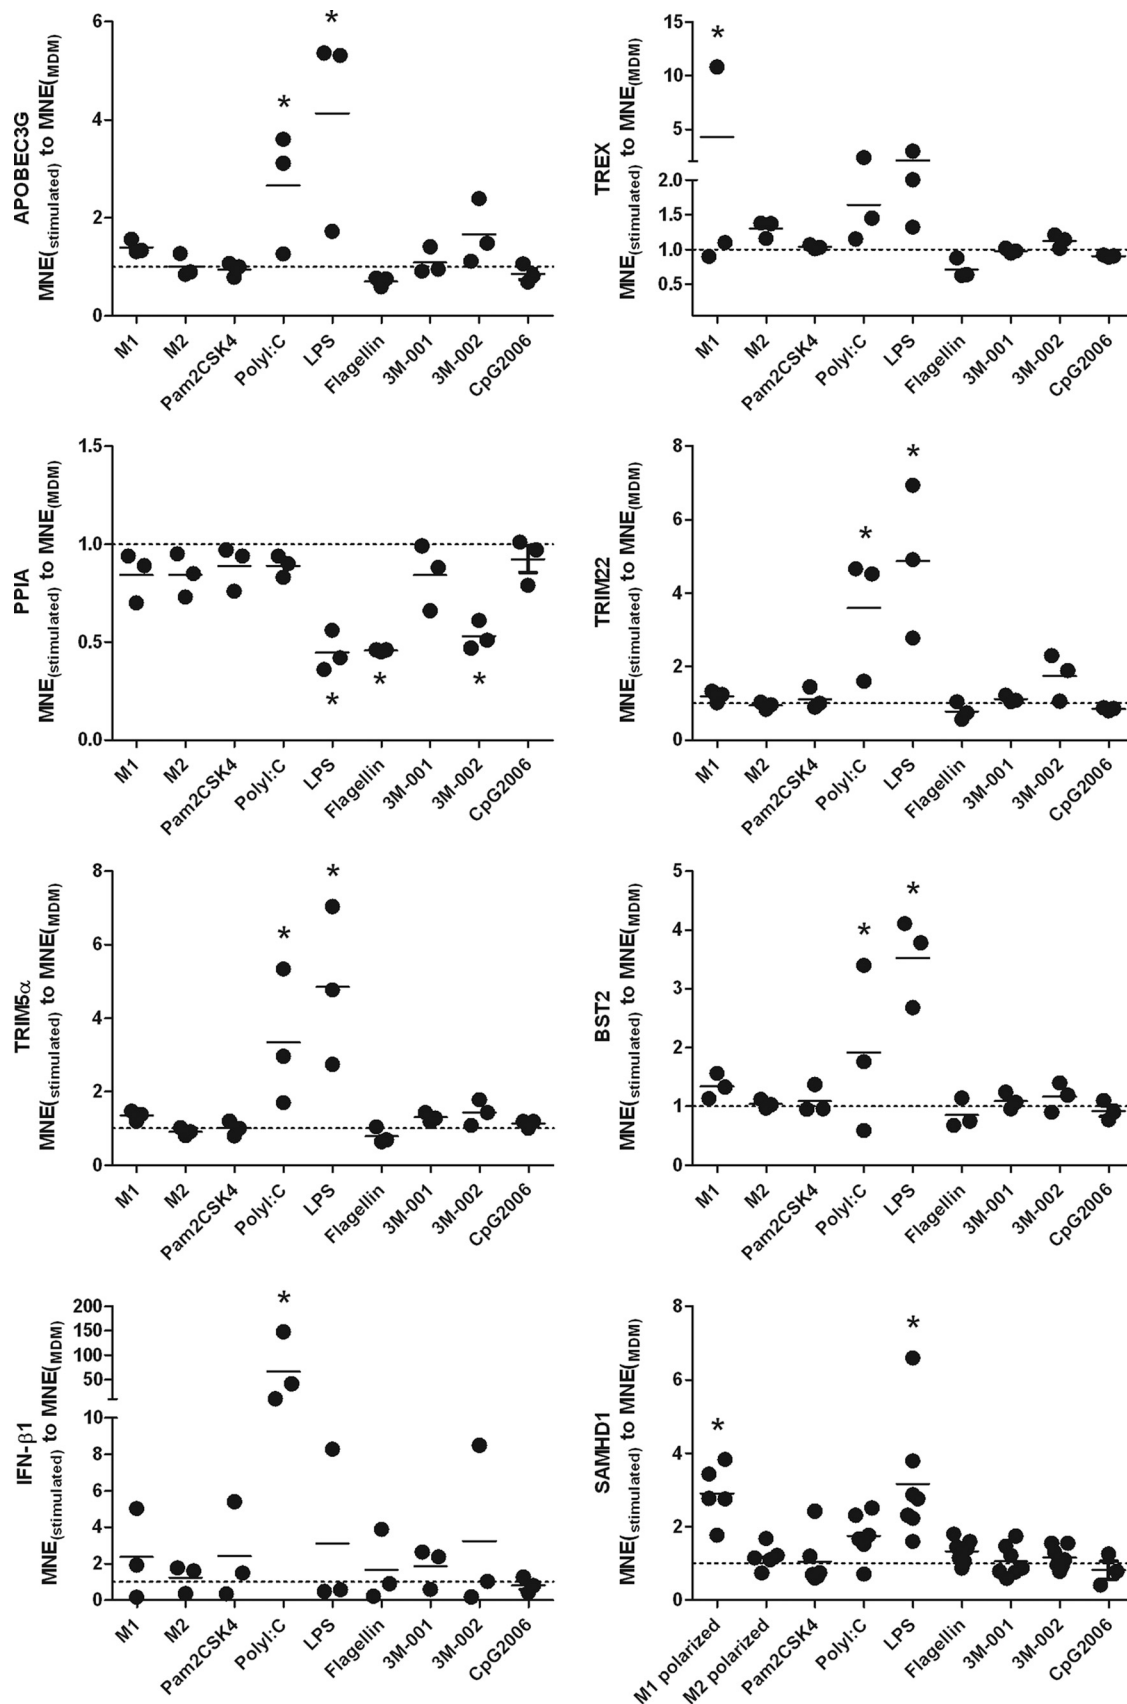 APOBEC3G
MNE(stimulated) to MNE(MDM)
6
4
2
0
*
*
M1
M2
Pam2CSK4
PolyI:C
LPS
Flagellin
3M-001
3M-002
CpG2006
TREX
MNE(stimulated) to MNE(MDM)
15
10
5
2.0
1.5
1.0
0.5
*
M1
M2
Pam2CSK4
PolyI:C
LPS
Flagellin
3M-001
3M-002
CpG2006
PPIA
MNE(stimulated) to MNE(MDM)
1.5
1.0
0.5
0.0
*
*
*
M1
M2
Pam2CSK4
PolyI:C
LPS
Flagellin
3M-001
3M-002
CpG2006
TRIM22
MNE(stimulated) to MNE(MDM)
8
6
4
2
0
*
*
M1
M2
Pam2CSK4
PolyI:C
LPS
Flagellin
3M-001
3M-002
CpG2006
TRIM5α
MNE(stimulated) to MNE(MDM)
8
6
4
2
0
*
*
M1
M2
Pam2CSK4
PolyI:C
LPS
Flagellin
3M-001
3M-002
CpG2006
BST2
MNE(stimulated) to MNE(MDM)
5
4
3
2
1
0
*
*
M1
M2
Pam2CSK4
PolyI:C
LPS
Flagellin
3M-001
3M-002
CpG2006
IFN-β1
MNE(stimulated) to MNE(MDM)
200
150
100
50
10
8
6
4
2
0
*
M1
M2
Pam2CSK4
PolyI:C
LPS
Flagellin
3M-001
3M-002
CpG2006
SAMHD1
MNE(stimulated) to MNE(MDM)
8
6
4
2
0
*
*
M1 polarized
M2 polarized
Pam2CSK4
PolyI:C
LPS
Flagellin
3M-001
3M-002
CpG2006